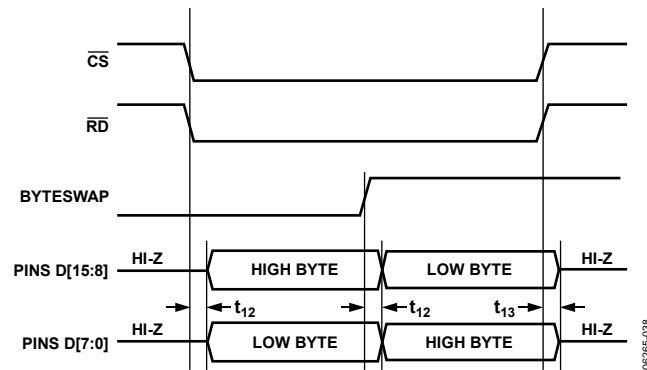 CS
RD
BYTESWAP
PINS D[15:8] HI-Z HIGH BYTE LOW BYTE HI-Z
t12 t12 t13
PINS D[7:0] HI-Z LOW BYTE HIGH BYTE HI-Z
06265-038